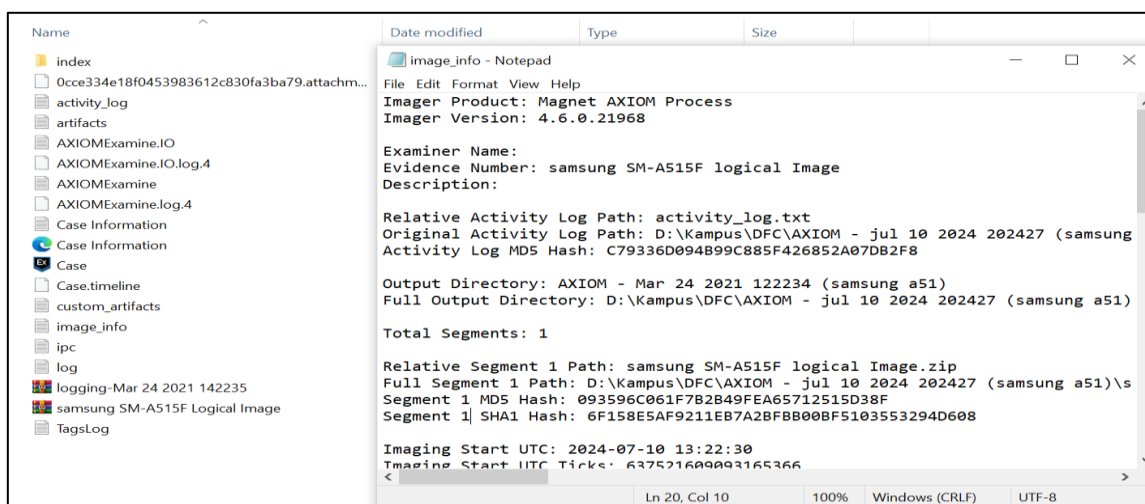 Name Date modified Type Size
index
0cce334e18f0453983612c830fa3ba79.attachm...
activity_log
artifacts
AXIOMExamine.IO
AXIOMExamine.IO.log.4
AXIOMExamine
AXIOMExamine.log.4
Case Information
Case Information
Case
Case.timeline
custom_artifacts
image_info
ipc
log
logging-Mar 24 2021 142235
samsung SM-A515F Logical Image
TagsLog
image_info - Notepad
File Edit Format View Help
Imager Product: Magnet AXIOM Process
Imager Version: 4.6.0.21968
Examiner Name:
Evidence Number: samsung SM-A515F logical Image
Description:
Relative Activity Log Path: activity_log.txt
Original Activity Log Path: D:\Kampus\DFC\AXIOM - jul 10 2024 202427 (samsung
Activity Log MD5 Hash: C79336D094B99C885F426852A07DB2F8
Output Directory: AXIOM - Mar 24 2021 122234 (samsung a51)
Full Output Directory: D:\Kampus\DFC\AXIOM - jul 10 2024 202427 (samsung a51)
Total Segments: 1
Relative Segment 1 Path: samsung SM-A515F logical Image.zip
Full Segment 1 Path: D:\Kampus\DFC\AXIOM - jul 10 2024 202427 (samsung a51)\s
Segment 1 MD5 Hash: 093596C061F7B2B49FEA65712515D38F
Segment 1 SHA1 Hash: 6F158E5AF9211EB7A2BFBB00BF5103553294D608
Imaging Start UTC: 2024-07-10 13:22:30
Imaging Start UTC Ticks: 637521609093165366
Ln 20, Col 10 100% Windows (CRLF) UTF-8